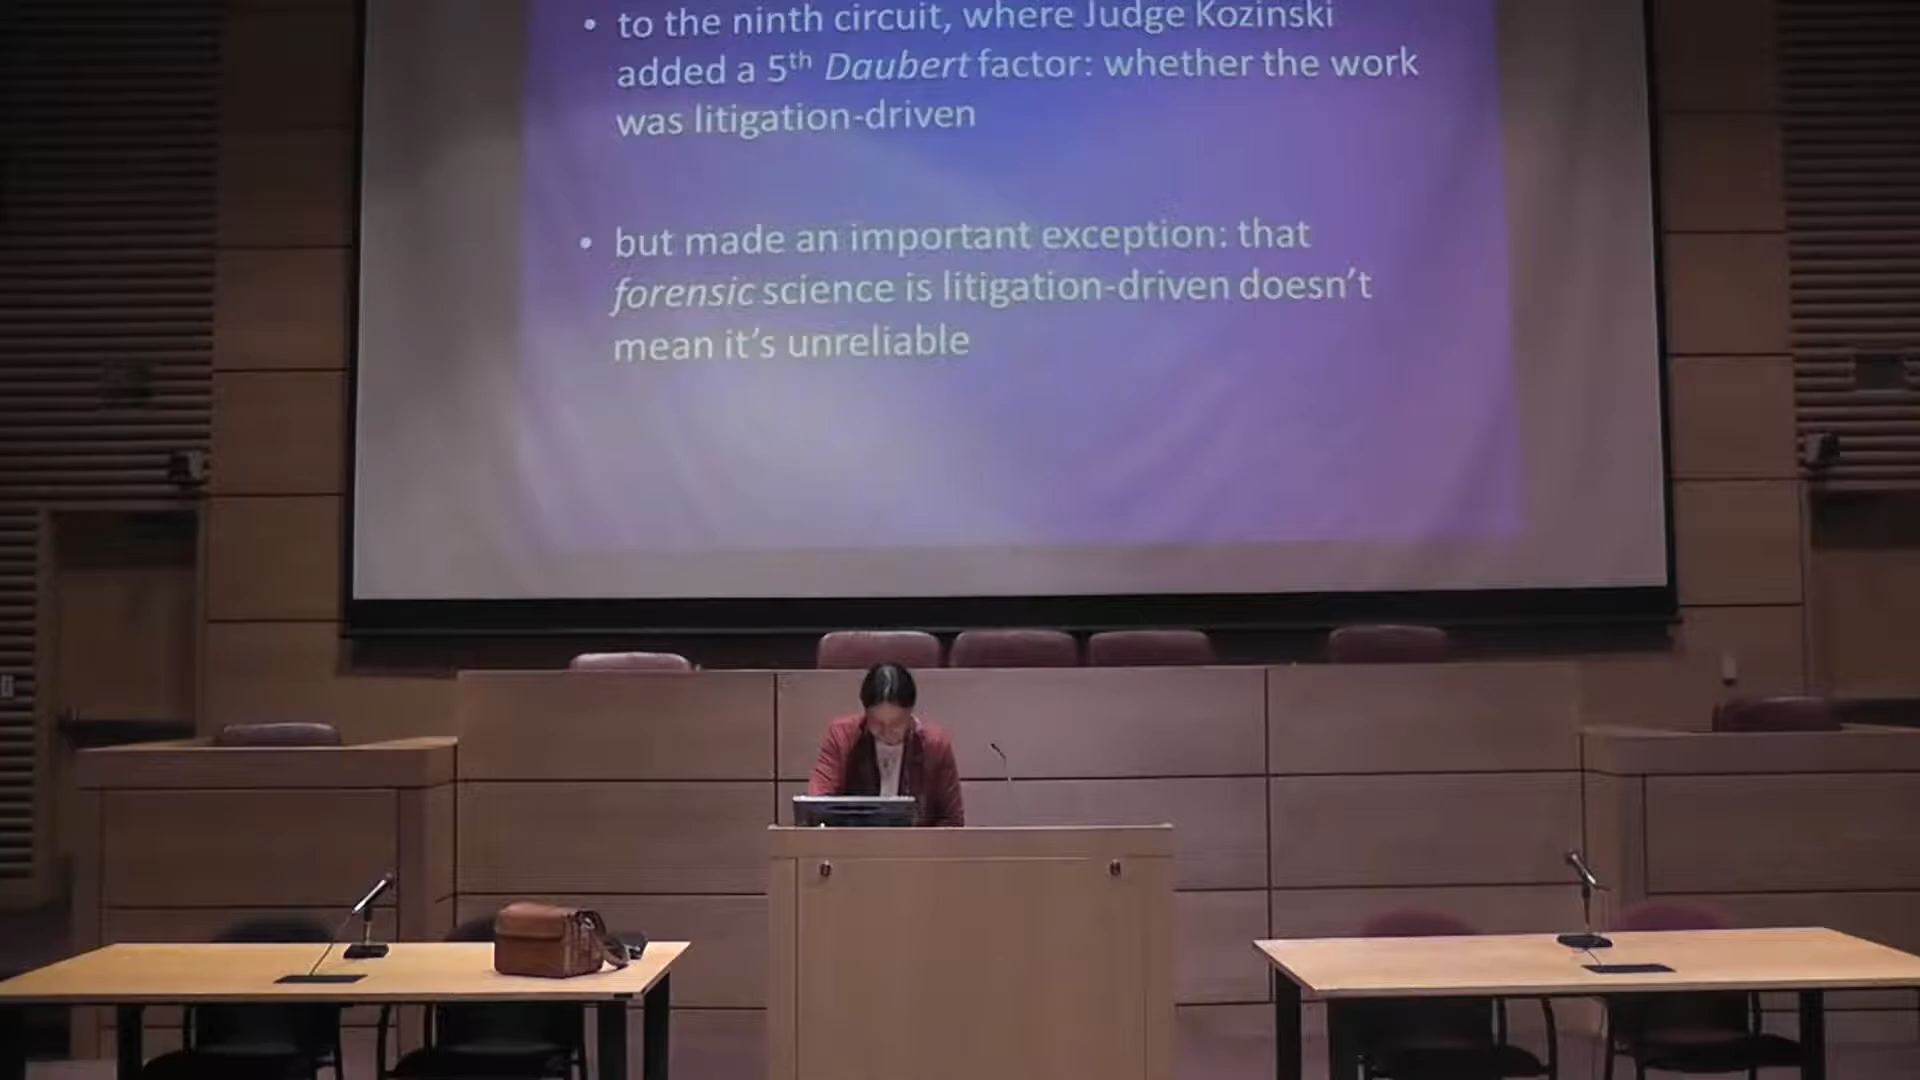 • to the ninth circuit, where Judge Kozinski
added a 5th Daubert factor: whether the work
was litigation-driven
• but made an important exception: that
forensic science is litigation-driven doesn't
mean it's unreliable